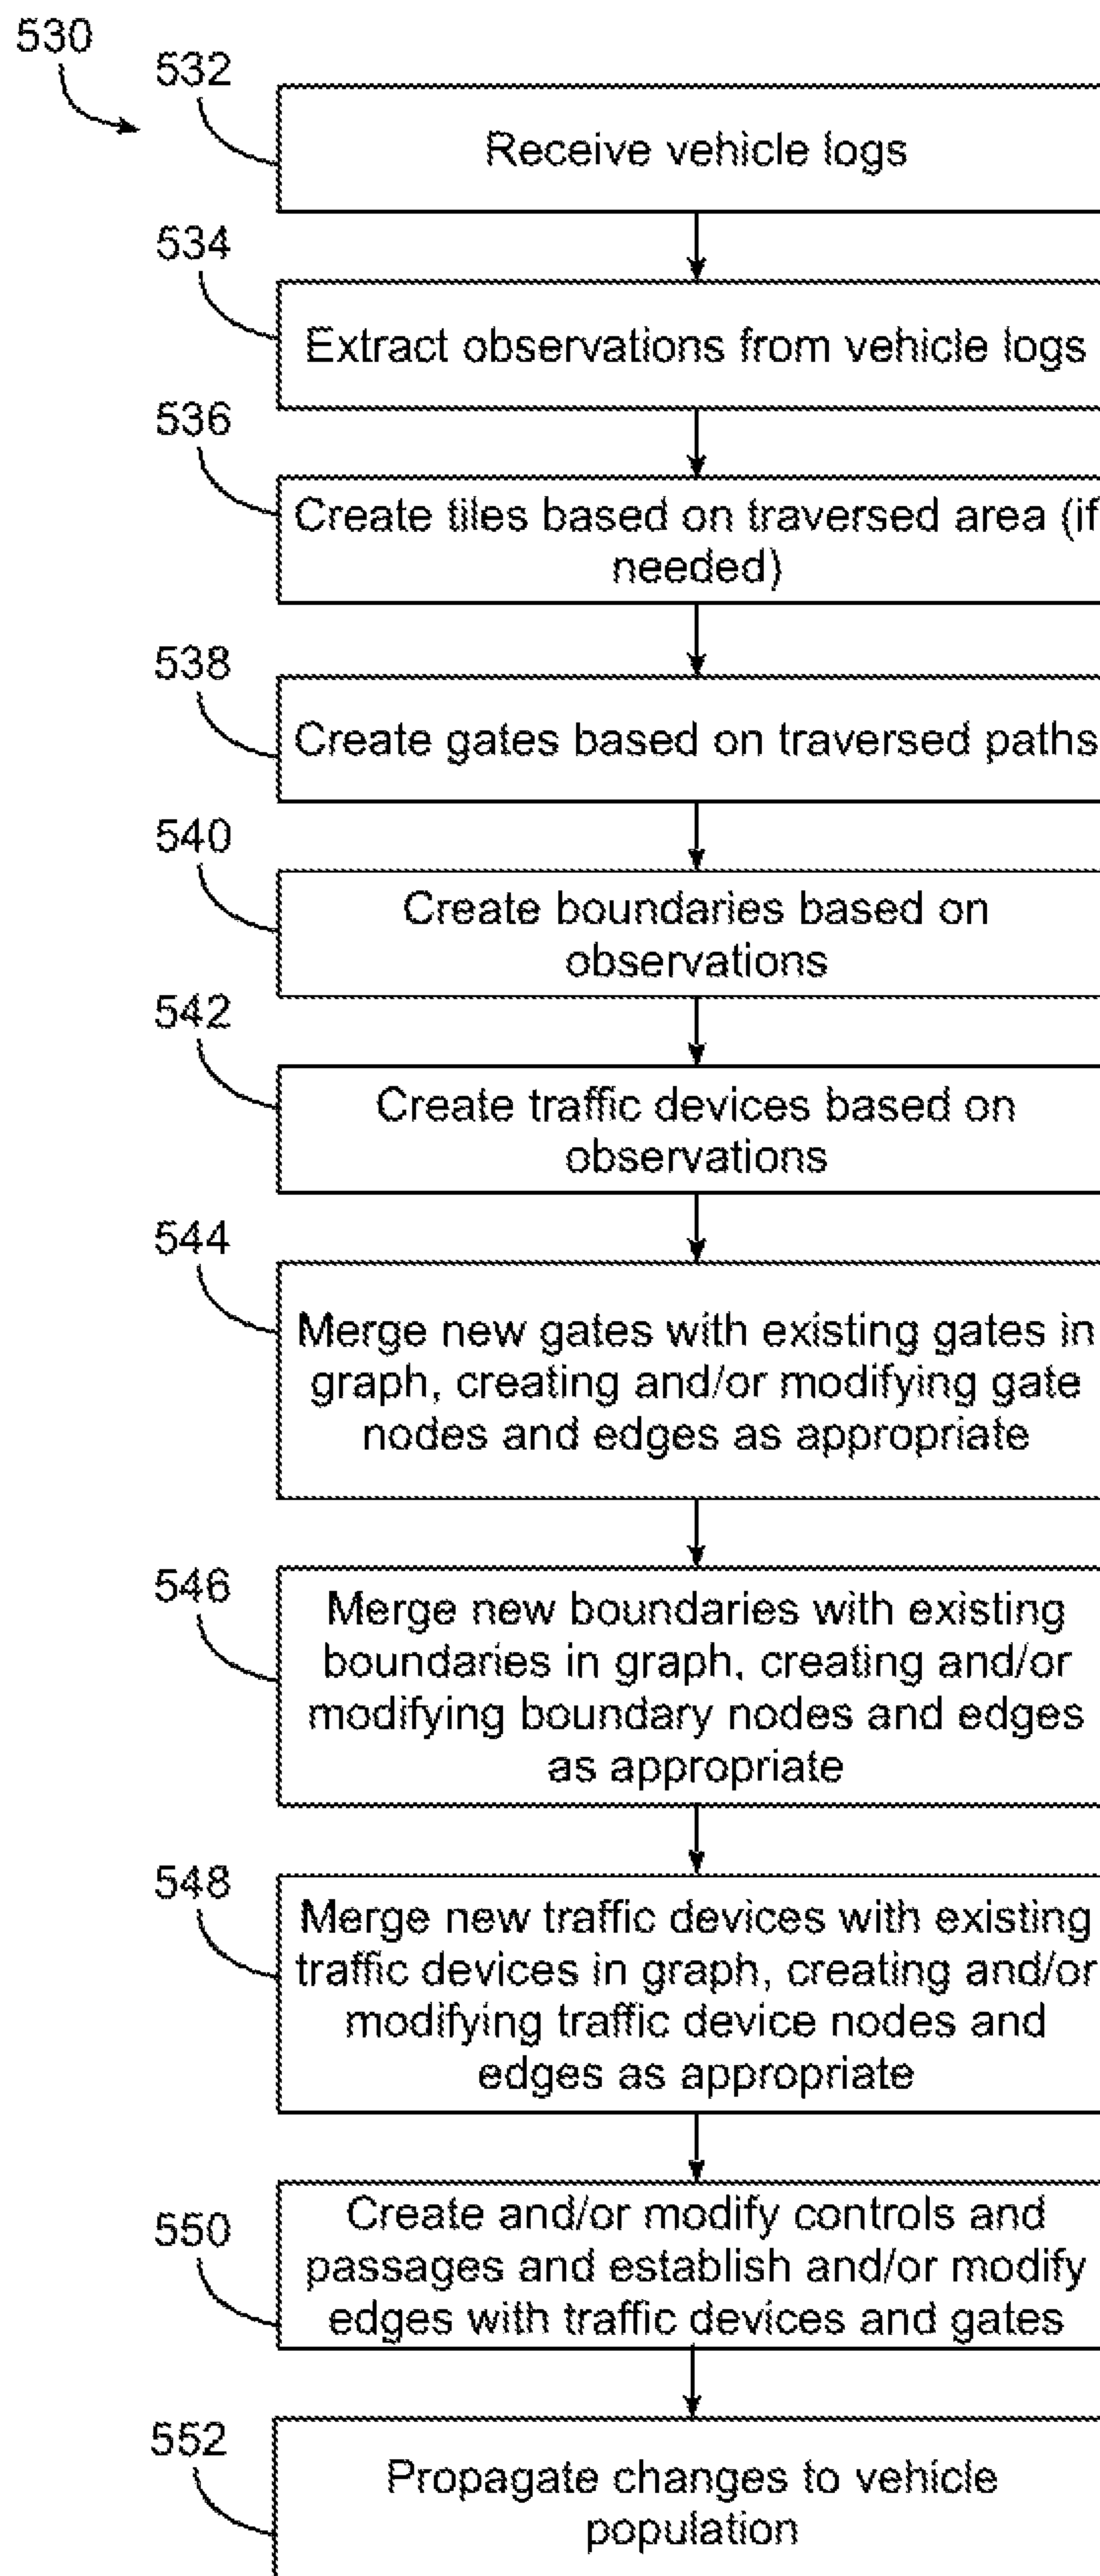 530
532
Receive vehicle logs
534
Extract observations from vehicle logs
536
Create tiles based on traversed area (if
needed)
538
Create gates based on traversed paths
540
Create boundaries based on
observations
542
Create traffic devices based on
observations
544
Merge new gates with existing gates in
graph, creating and/or modifying gate
nodes and edges as appropriate
546
Merge new boundaries with existing
boundaries in graph, creating and/or
modifying boundary nodes and edges
as appropriate
548
Merge new traffic devices with existing
traffic devices in graph, creating and/or
modifying traffic device nodes and
edges as appropriate
550
Create and/or modify controls and
passages and establish and/or modify
edges with traffic devices and gates
552
Propagate changes to vehicle
population